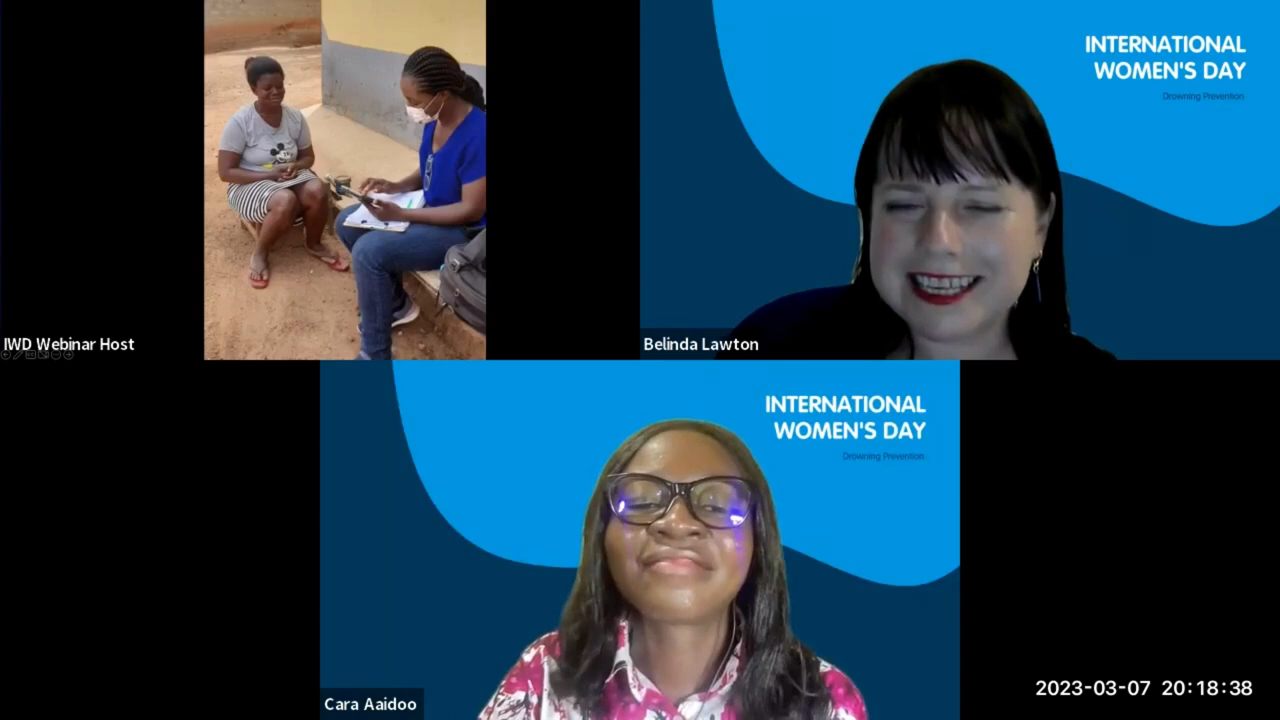 INTERNATIONAL
WOMEN'S DAY
Drowning Prevention
IWD Webinar Host
Belinda Lawton
INTERNATIONAL
WOMEN'S DAY
Drowning Prevention
Cara Aaidoo
2023-03-07 20:18:38